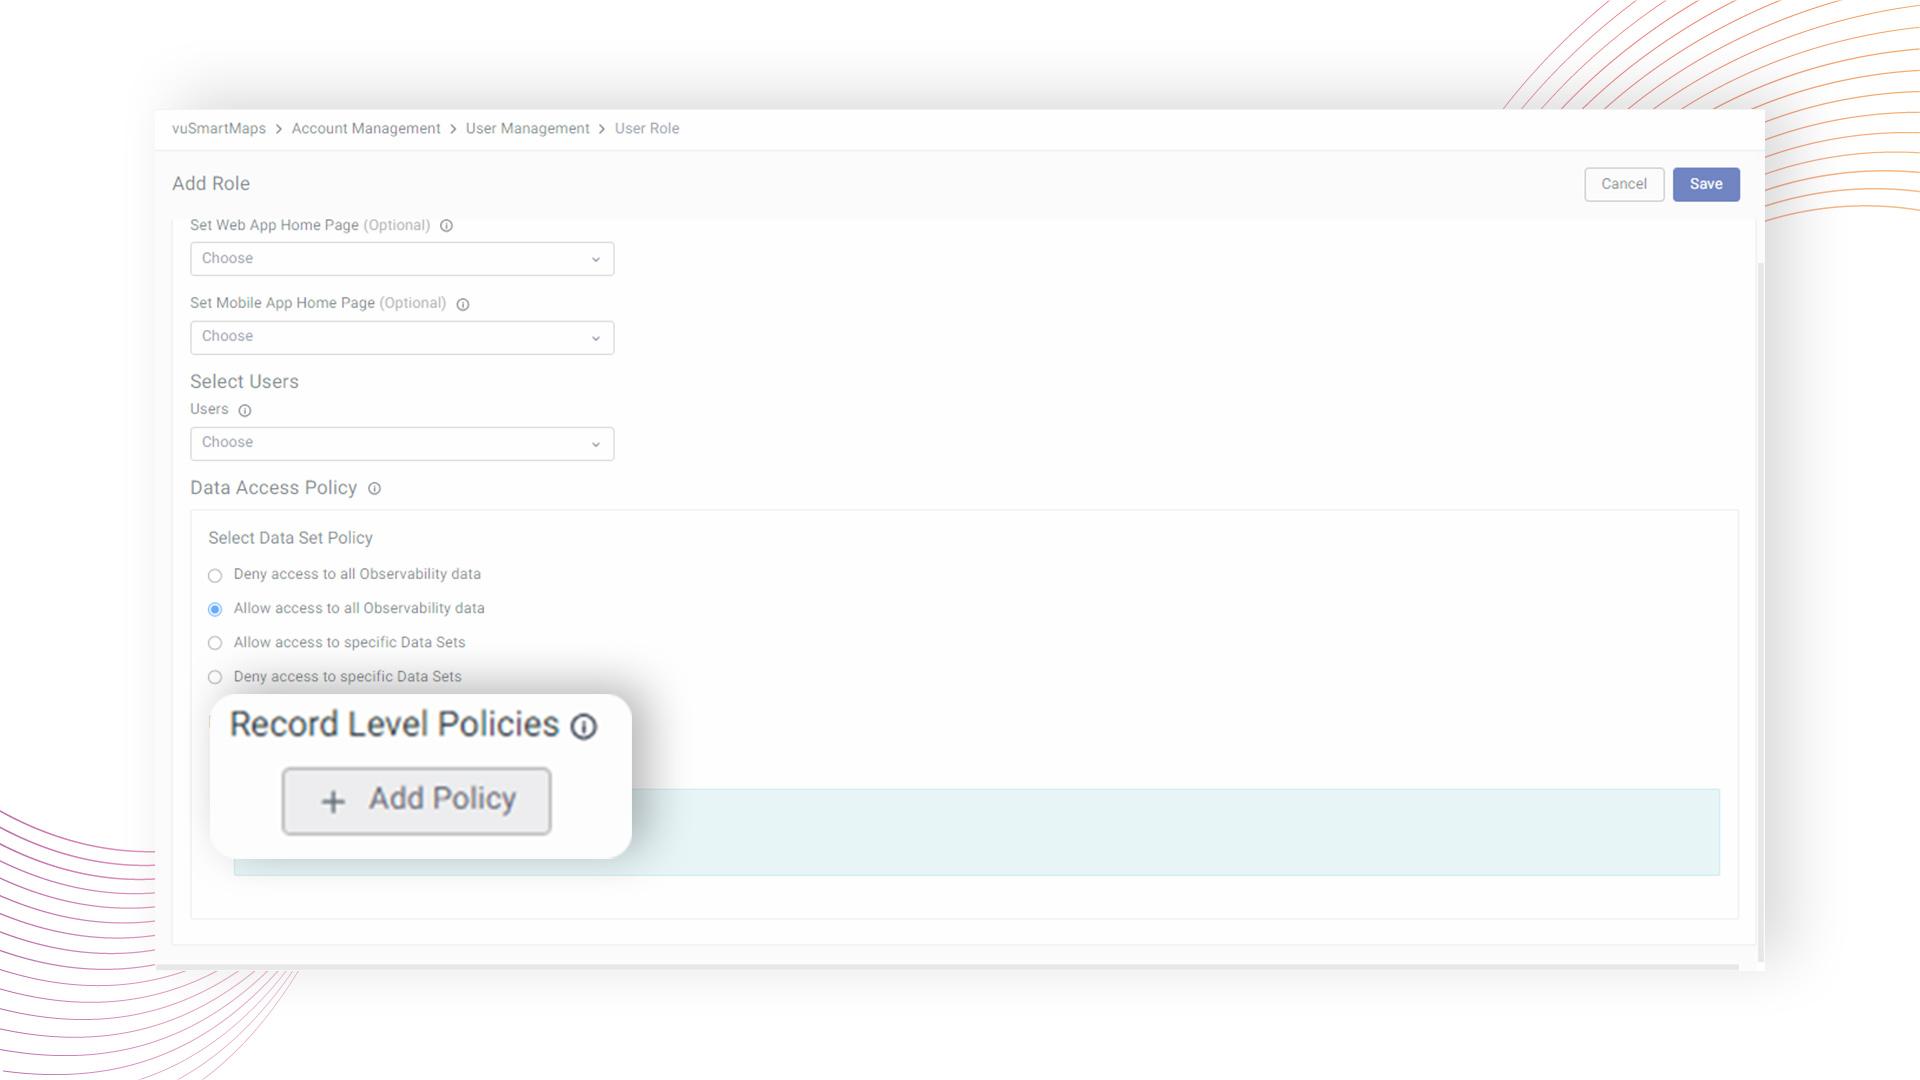 vuSmartMaps > Account Management > User Management > User Role
Add Role
Cancel
Save
Set Web App Home Page (Optional)
Choose
Set Mobile App Home Page (Optional)
Choose
Select Users
Users
Choose
Data Access Policy
Select Data Set Policy
Deny access to all Observability data
Allow access to all Observability data
Allow access to specific Data Sets
Deny access to specific Data Sets
Record Level Policies
+ Add Policy